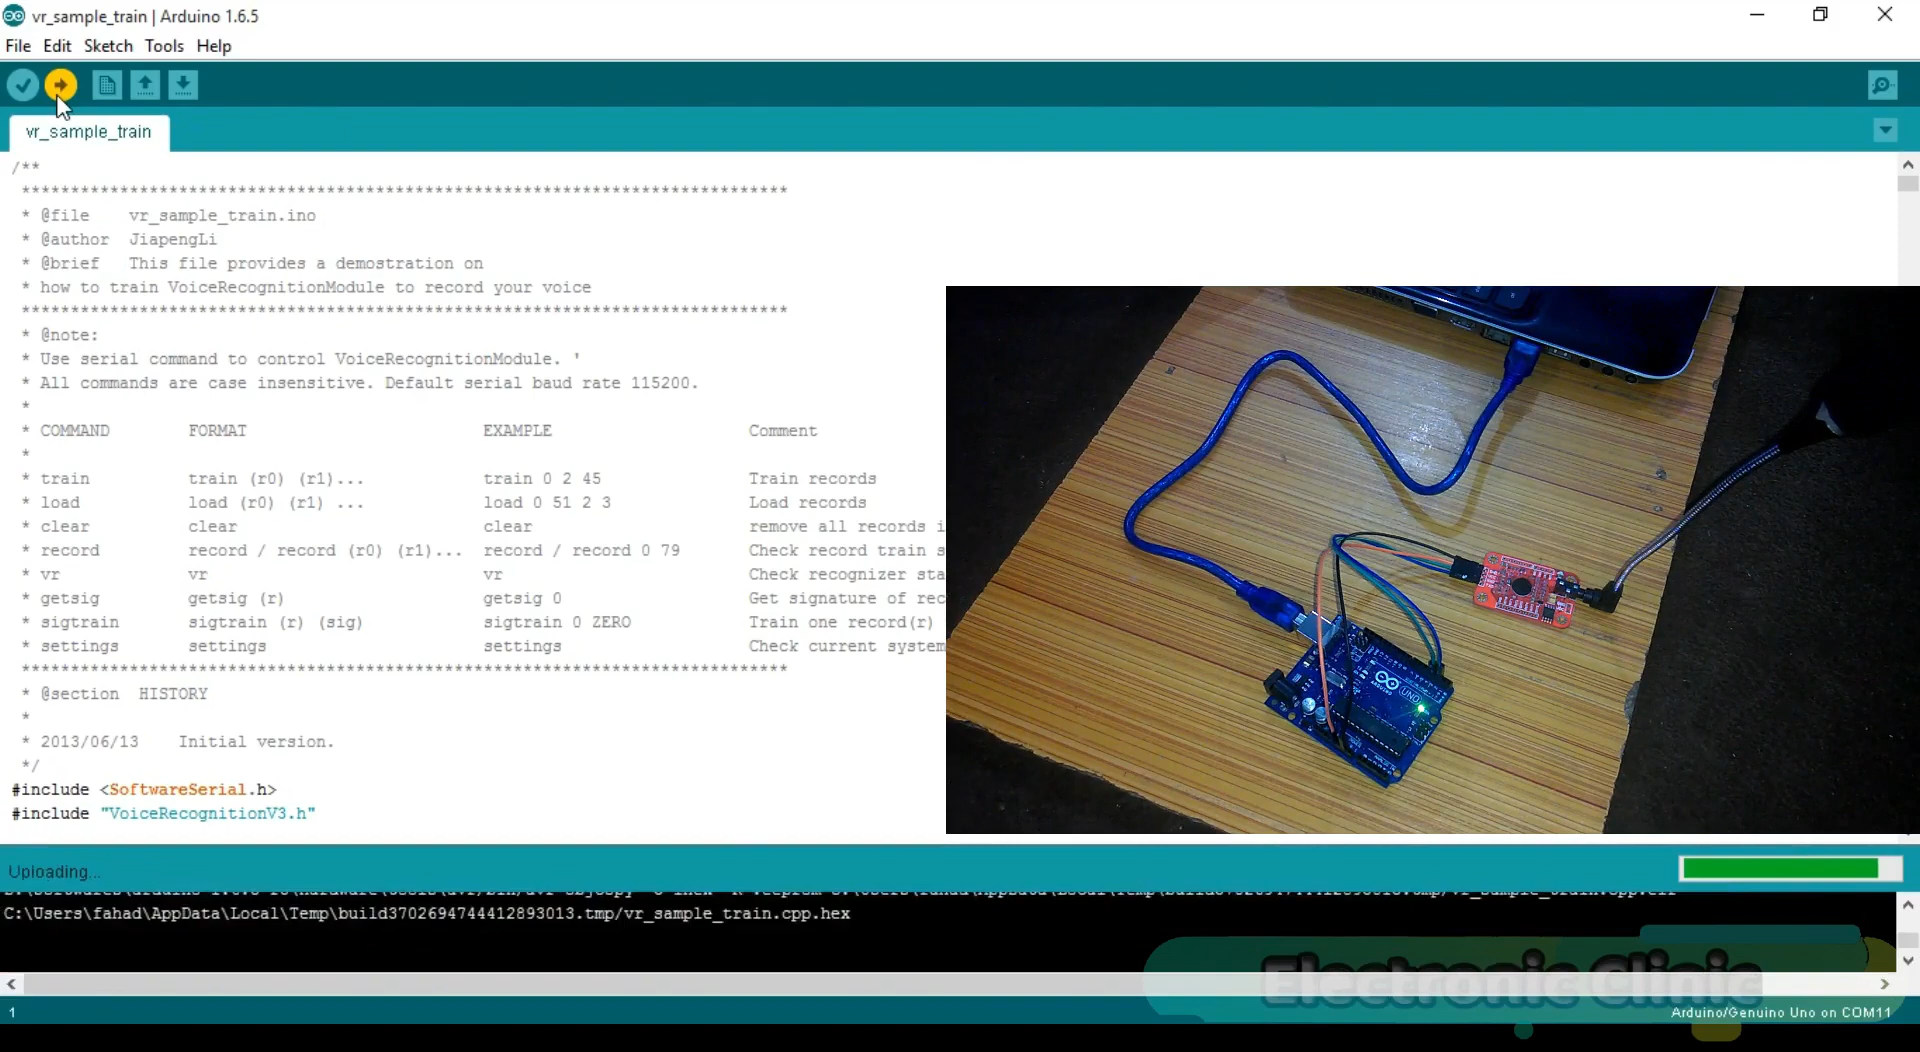 vr_sample_train | Arduino 1.6.5
File Edit Sketch Tools Help
vr_sample_train
/**
*******************************************************************************
* @file vr_sample_train.ino
* @author JiapengLi
* @brief This file provides a demostration on
* how to train VoiceRecognitionModule to record your voice
*******************************************************************************
* @note:
* Use serial command to control VoiceRecognitionModule. '
* All commands are case insensitive. Default serial baud rate 115200.
*
* COMMAND FORMAT EXAMPLE Comment
*
* train train (r0) (r1)... train 0 2 45 Train records
* load load (r0) (r1) ... load 0 51 2 3 Load records
* clear clear clear remove all records i
* record record / record (r0) (r1)... record / record 0 79 Check record train s
* vr vr vr Check recognizer sta
* getsig getsig (r) getsig 0 Get signature of rec
* sigtrain sigtrain (r) (sig) sigtrain 0 ZERO Train one record(r)
* settings settings settings Check current system
*******************************************************************************
* @section HISTORY
*
* 2013/06/13 Initial version.
*/
#include <SoftwareSerial.h>
#include "VoiceRecognitionV3.h"
ARDUINO
UNO
Uploading...
C:\Users\fahad\AppData\Local\Temp\build3702694744412893013.tmp/vr_sample_train.cpp.hex
Electronic Clinic
1
Arduino/Genuino Uno on COM11